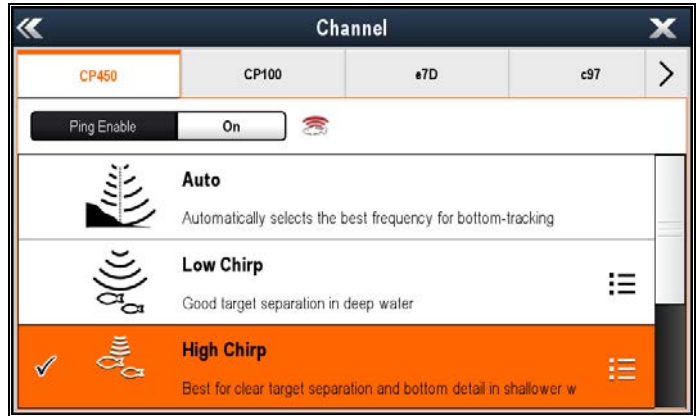 Channel
CP450 CP100 e7D c97
Ping Enable On
Auto
Automatically selects the best frequency for bottom-tracking
Low Chirp
Good target separation in deep water
High Chirp
Best for clear target separation and bottom detail in shallower w